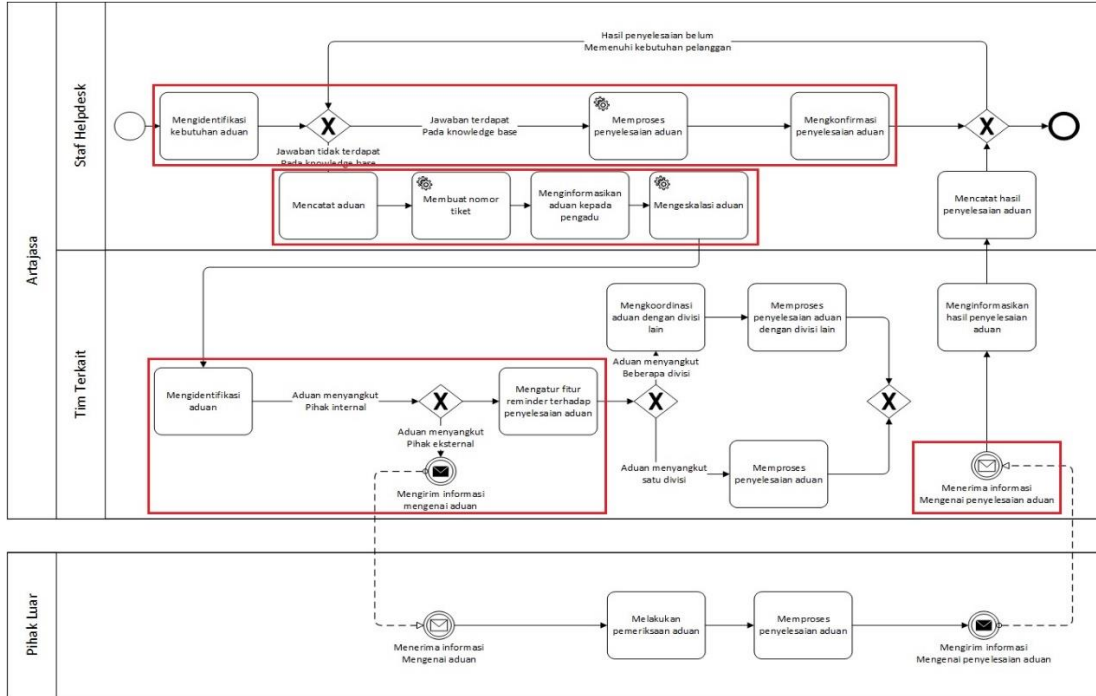 Artajasa
Staf Helpdesk
Hasil penyelesaian belum
Memenuhi kebutuhan pelanggan
Mengidentifikasi
kebutuhan aduan
X
Jawaban terdapat
Pada knowledge base
Memproses
penyelesaian aduan
Mengkonfirmasi
penyelesaian aduan
X
Jawaban tidak terdapat
Pada knowledge base
Mencatat aduan
Membuat nomor
tiket
Menginformasikan
aduan kepada
pengadu
Mengeskalasi aduan
Mencatat hasil
penyelesaian aduan
Tim Terkait
Mengidentifikasi
aduan
Aduan menyangkut
Pihak internal
X
Mengatur fitur
reminder terhadap
penyelesaian aduan
Aduan menyangkut
Pihak eksternal
Mengirim informasi
mengenai aduan
Mengkoordinasi
aduan dengan divisi
lain
Memproses
penyelesaian aduan
dengan divisi lain
Aduan menyangkut
Beberapa divisi
X
X
Aduan menyangkut
satu divisi
Memproses
penyelesaian aduan
Menginformasikan
hasil penyelesaian
aduan
Menerima informasi
Mengenai penyelesaian aduan
Pihak Luar
Menerima informasi
Mengenai aduan
Melakukan
pemeriksaan aduan
Memproses
penyelesaian aduan
Mengirim informasi
Mengenai penyelesaian aduan